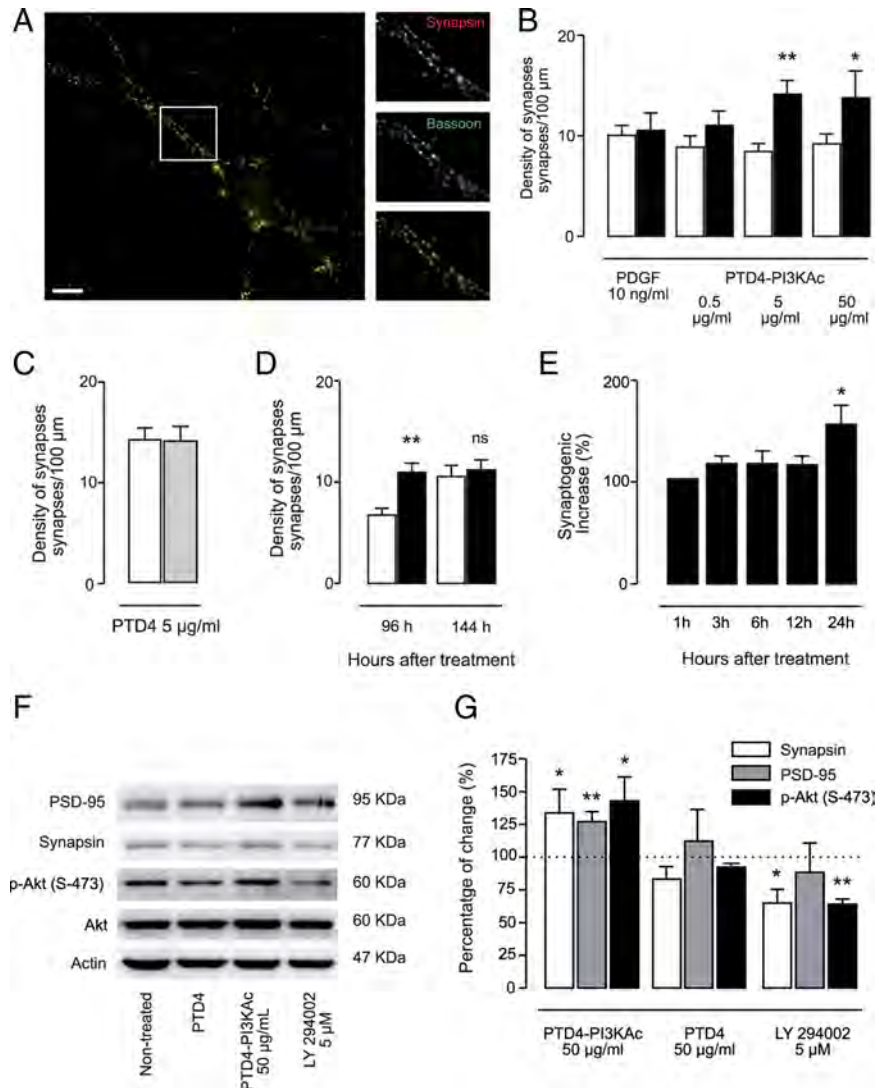 A
Synapsin
Bassoon
B
Density of synapses
synapses/100 µm
20
10
0
**
*
PDGF
10 ng/ml
PTD4-PI3KAc
0.5
µg/ml
5
µg/ml
50
µg/ml
C
Density of synapses
synapses/100 µm
20
10
0
PTD4 5 µg/ml
D
Density of synapses
synapses/100 µm
20
10
0
**
ns
96 h
144 h
Hours after treatment
E
Synaptogenic
Increase (%)
200
100
0
*
1h 3h 6h 12h 24h
Hours after treatment
F
PSD-95 95 KDa
Synapsin 77 KDa
p-Akt (S-473) 60 KDa
Akt 60 KDa
Actin 47 KDa
Non-treated
PTD4
PTD4-PI3KAc
50 µg/mL
LY 294002
5 µM
G
Percentatge of change (%)
175
150
125
100
75
50
25
0
Synapsin
PSD-95
p-Akt (S-473)
* ** *
* **
PTD4-PI3KAc
50 µg/ml
PTD4
50 µg/ml
LY 294002
5 µM